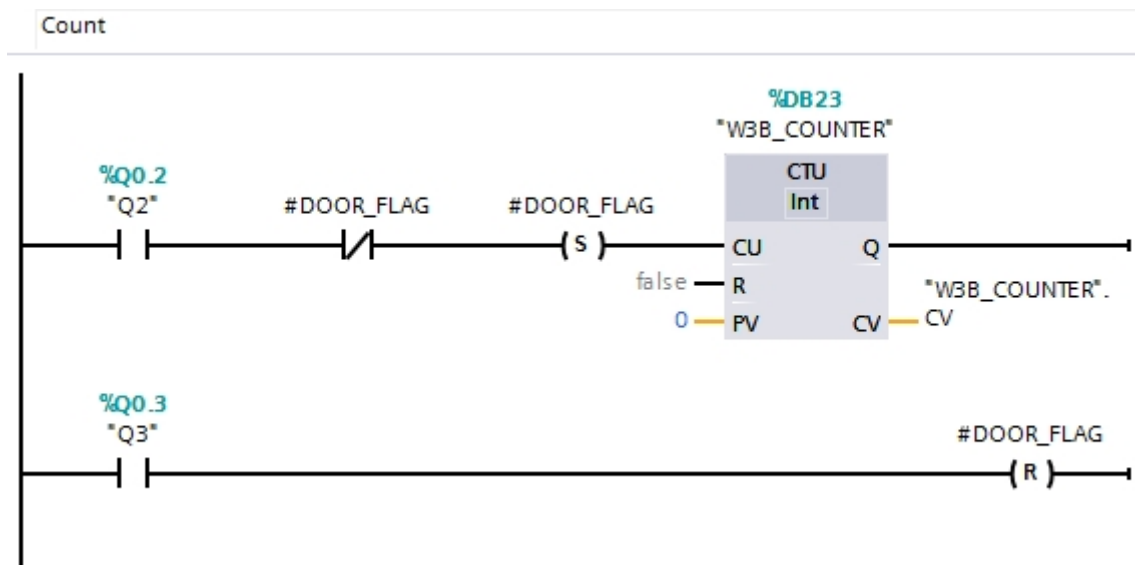 Count
%DB23
"W3B_COUNTER"
CTU
Int
%Q0.2
"Q2"
#DOOR_FLAG
#DOOR_FLAG
S
CU
Q
false
R
"W3B_COUNTER".
CV
0
PV
CV
%Q0.3
"Q3"
#DOOR_FLAG
R